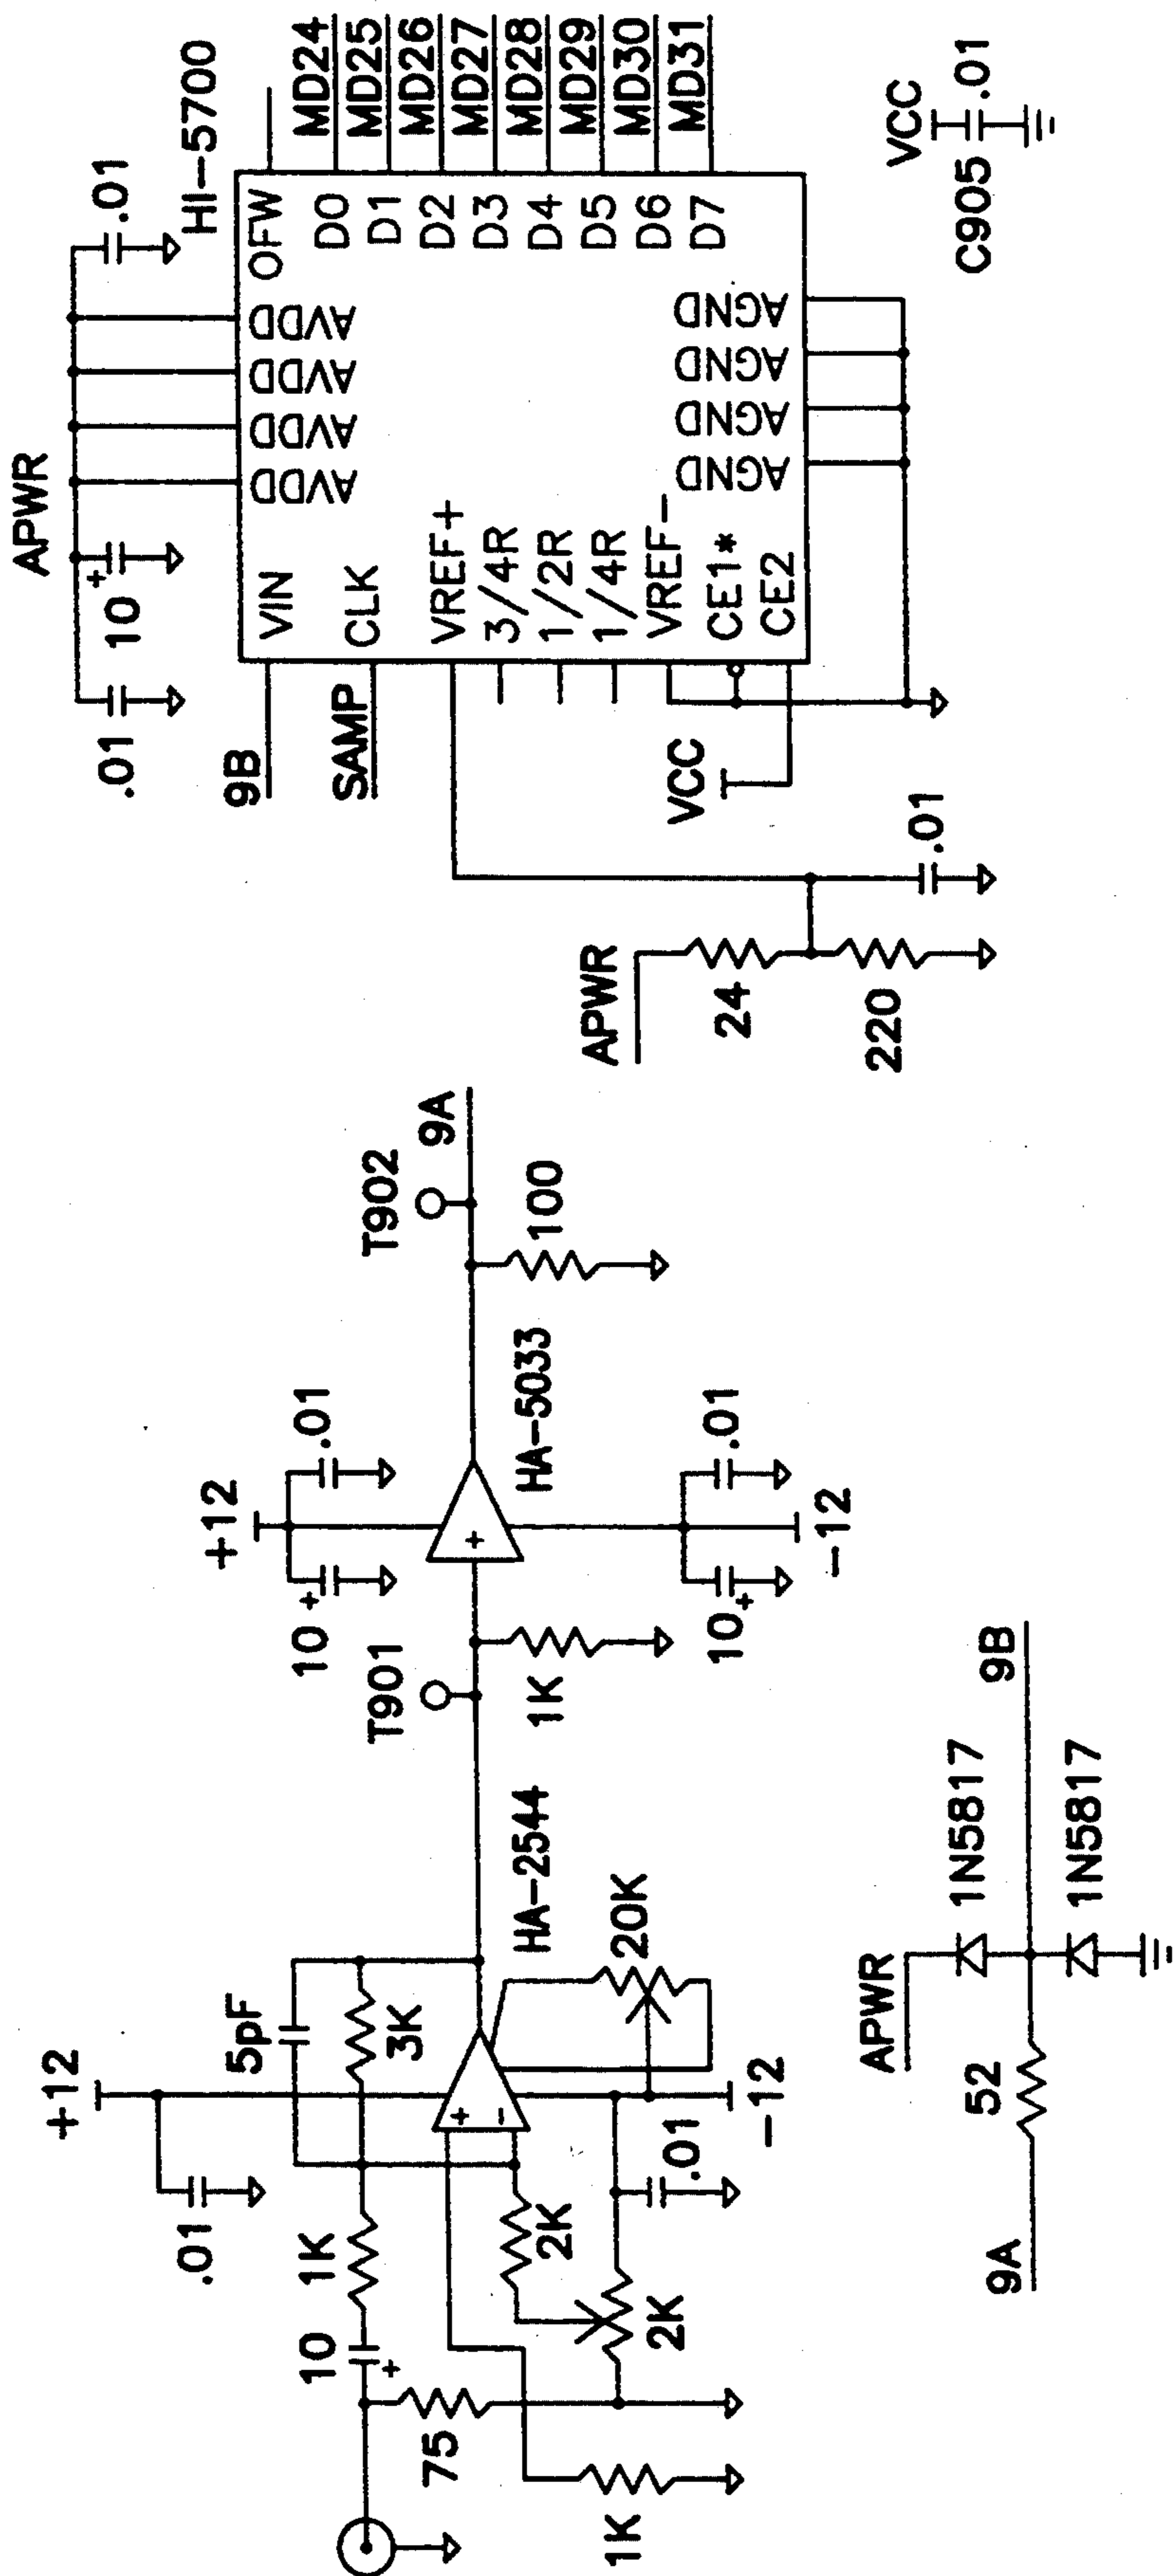 APWR
.01
10
+
.01
HI-5700
9B
VIN
AVDD
AVDD
AVDD
AVDD
OFW
SAMP
CLK
D0
MD24
D1
MD25
VREF+
D2
MD26
3/4R
D3
MD27
1/2R
D4
MD28
1/4R
D5
MD29
VREF-
D6
MD30
CE1*
D7
MD31
CE2
AGND
AGND
AGND
AGND
VCC
APWR
24
220
.01
VCC
C905
.01
+12
.01
5pF
10
+
1K
3K
75
1K
+
-
2K
2K
.01
-12
HA-2544
20K
T901
1K
+12
10
+
.01
+
HA-5033
10
+
.01
-12
T902
9A
100
9A
52
APWR
1N5817
1N5817
9B